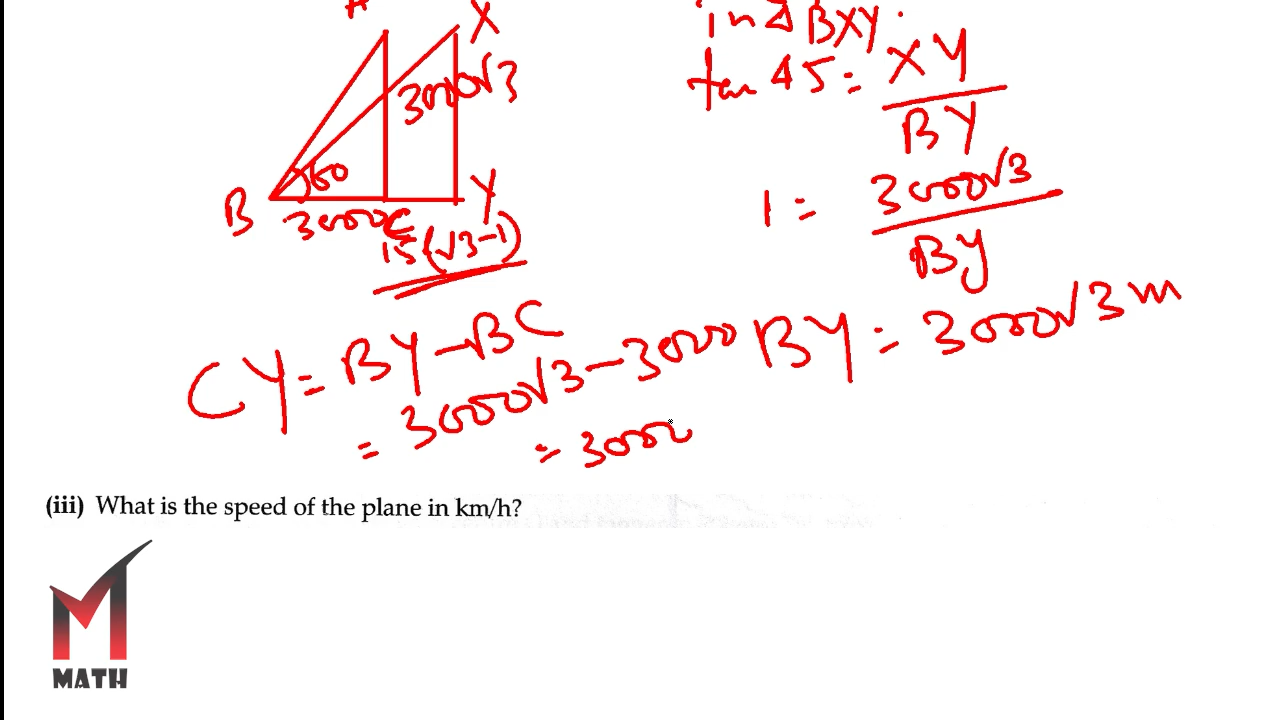 A
X
3000√3
60
B
Y
3000
C
15(√3-1)
in Δ BXY.
tan 45 = XY
BY
1 = 3000√3
BY
BY = 3000√3 m
CY = BY - BC
= 3000√3 - 3000
= 3000
(iii) What is the speed of the plane in km/h?
MATH